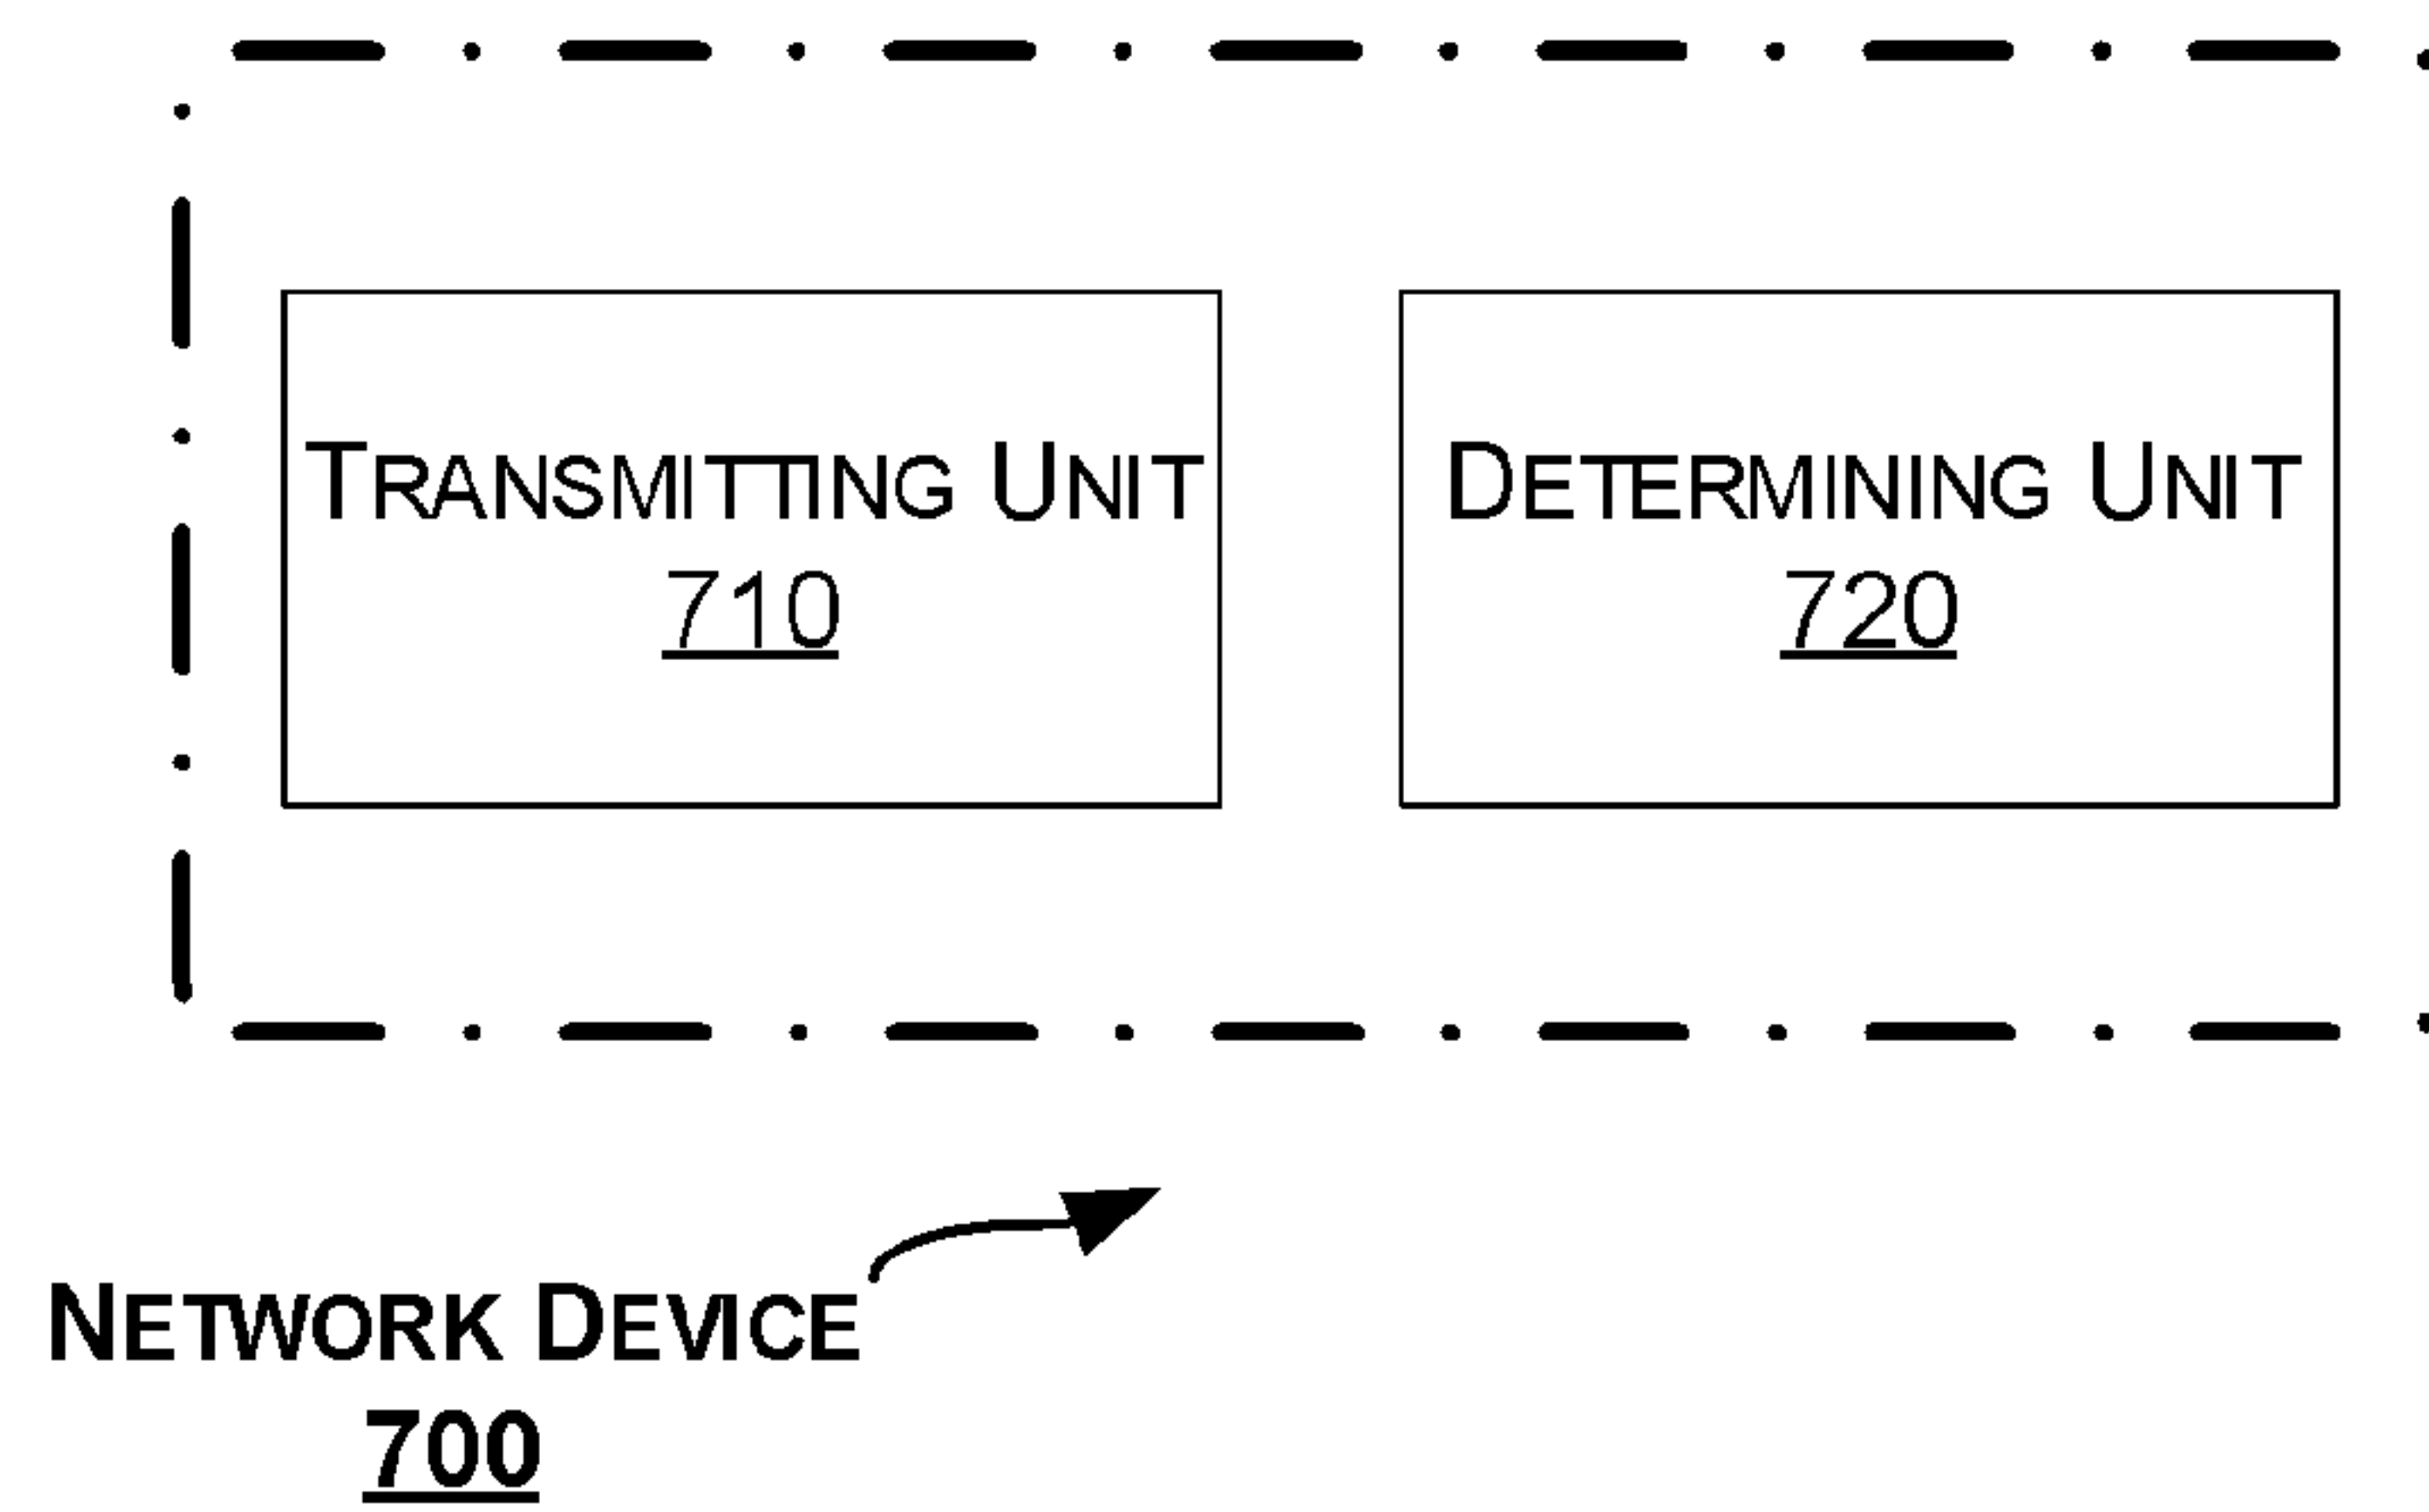 TRANSMITTING UNIT
710
DETERMINING UNIT
720
NETWORK DEVICE
700